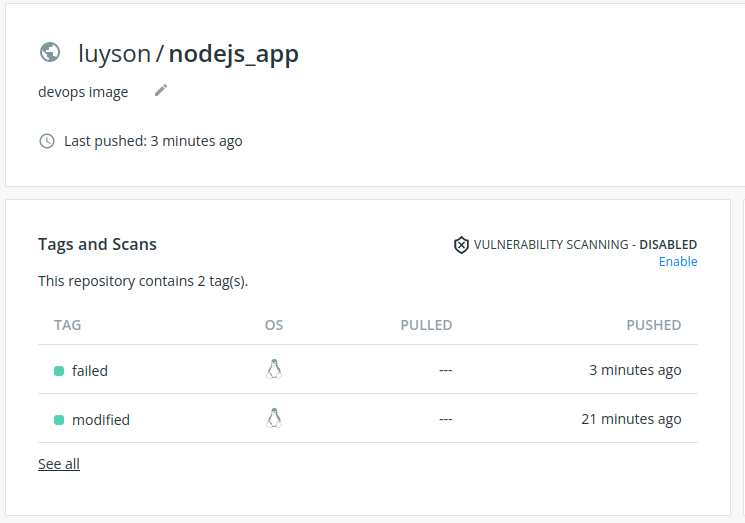 luyson / nodejs_app
devops image
Last pushed: 3 minutes ago
Tags and Scans
VULNERABILITY SCANNING - DISABLED
Enable
This repository contains 2 tag(s).
TAG OS PULLED PUSHED
failed --- 3 minutes ago
modified --- 21 minutes ago
See all